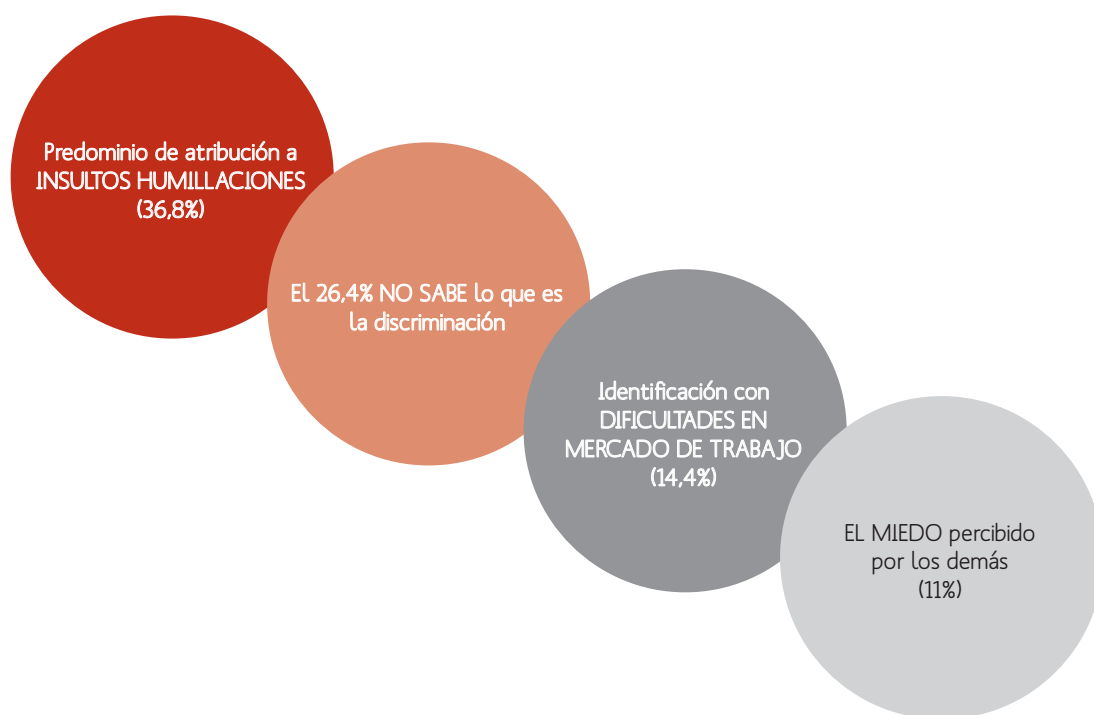 Predominio de atribución a
INSULTOS HUMILLACIONES
(36,8%)
El 26,4% NO SABE lo que es
la discriminación
Identificación con
DIFICULTADES EN
MERCADO DE TRABAJO
(14,4%)
EL MIEDO percibido
por los demás
(11%)